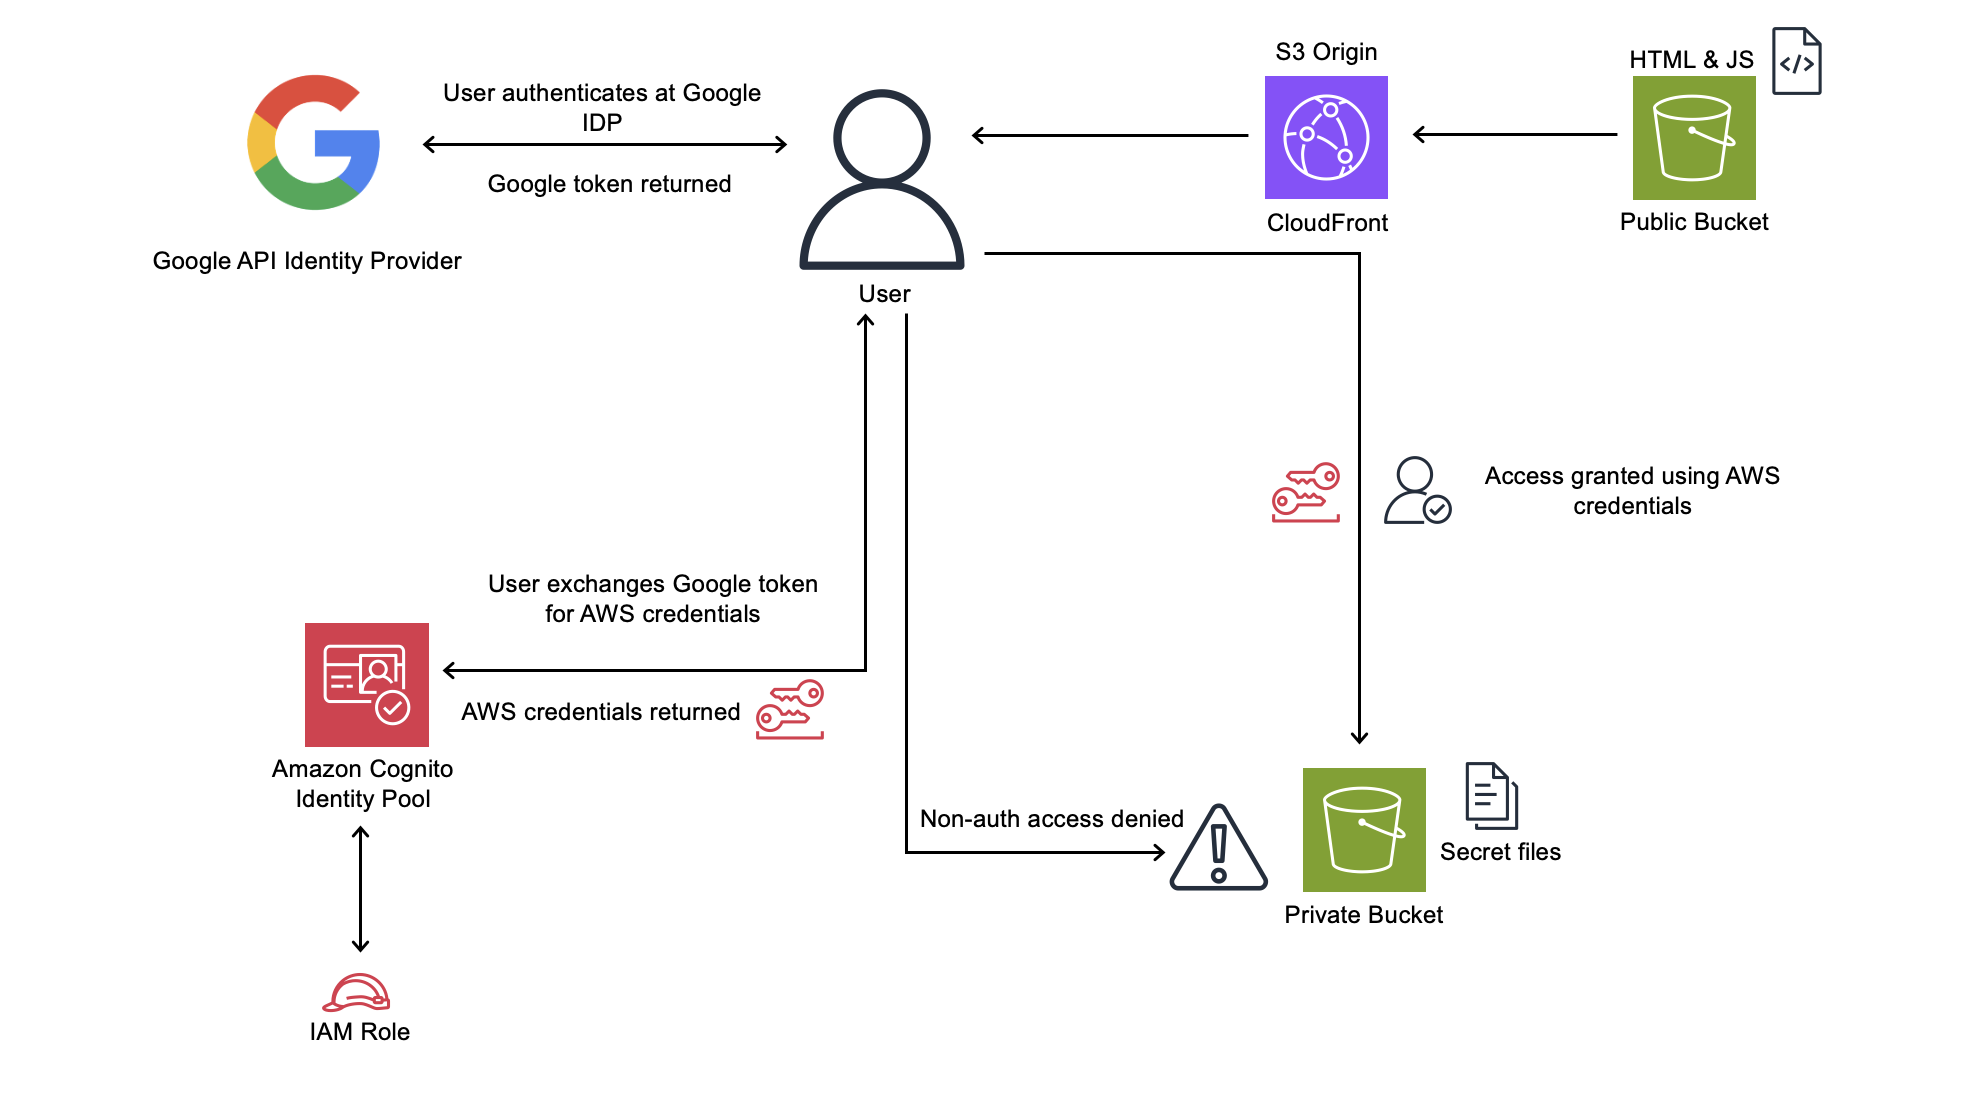 S3 Origin
HTML & JS
User authenticates at Google
IDP
Google token returned
CloudFront
Public Bucket
Google API Identity Provider
User
Access granted using AWS
credentials
User exchanges Google token
for AWS credentials
AWS credentials returned
Amazon Cognito
Identity Pool
Non-auth access denied
Secret files
Private Bucket
IAM Role